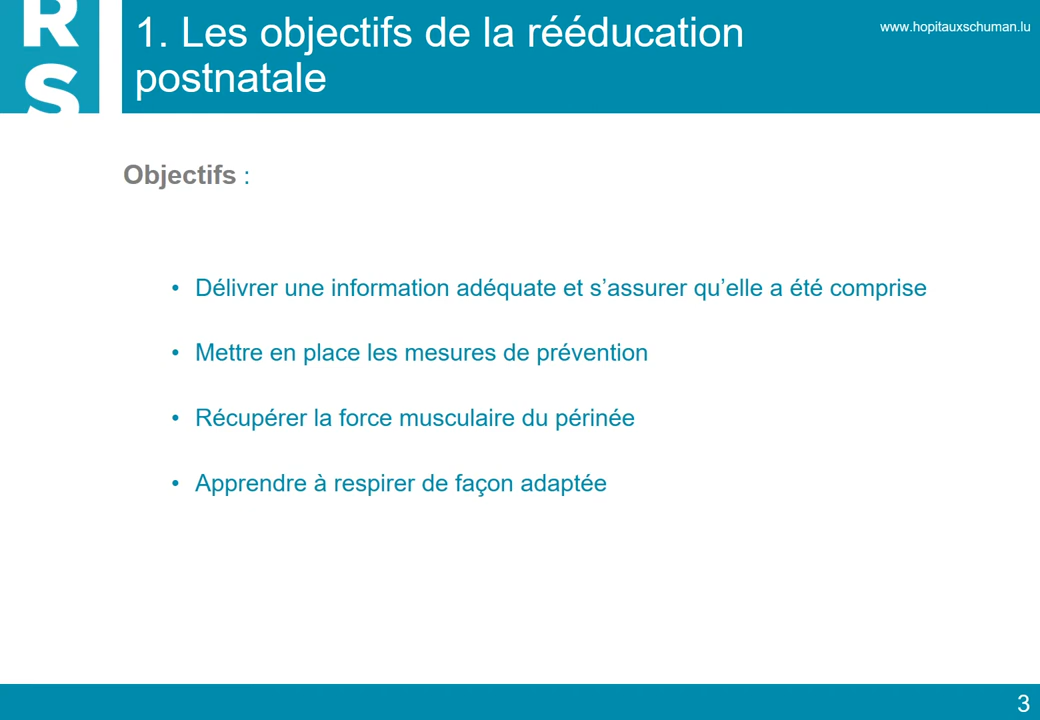 R
S
1. Les objectifs de la rééducation
postnatale
www.hopitauxschuman.lu
Objectifs :
• Délivrer une information adéquate et s’assurer qu’elle a été comprise
• Mettre en place les mesures de prévention
• Récupérer la force musculaire du périnée
• Apprendre à respirer de façon adaptée
3